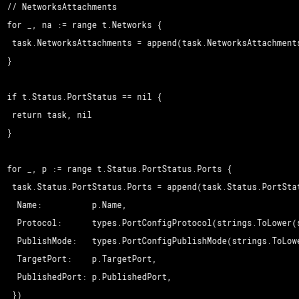 // NetworksAttachments
for _, na := range t.Networks {
task.NetworksAttachments = append(task.NetworksAttachments
}
if t.Status.PortStatus == nil {
return task, nil
}
for _, p := range t.Status.PortStatus.Ports {
task.Status.PortStatus.Ports = append(task.Status.PortStat
Name: p.Name,
Protocol: types.PortConfigProtocol(strings.ToLower(s
PublishMode: types.PortConfigPublishMode(strings.ToLowe
TargetPort: p.TargetPort,
PublishedPort: p.PublishedPort,
})